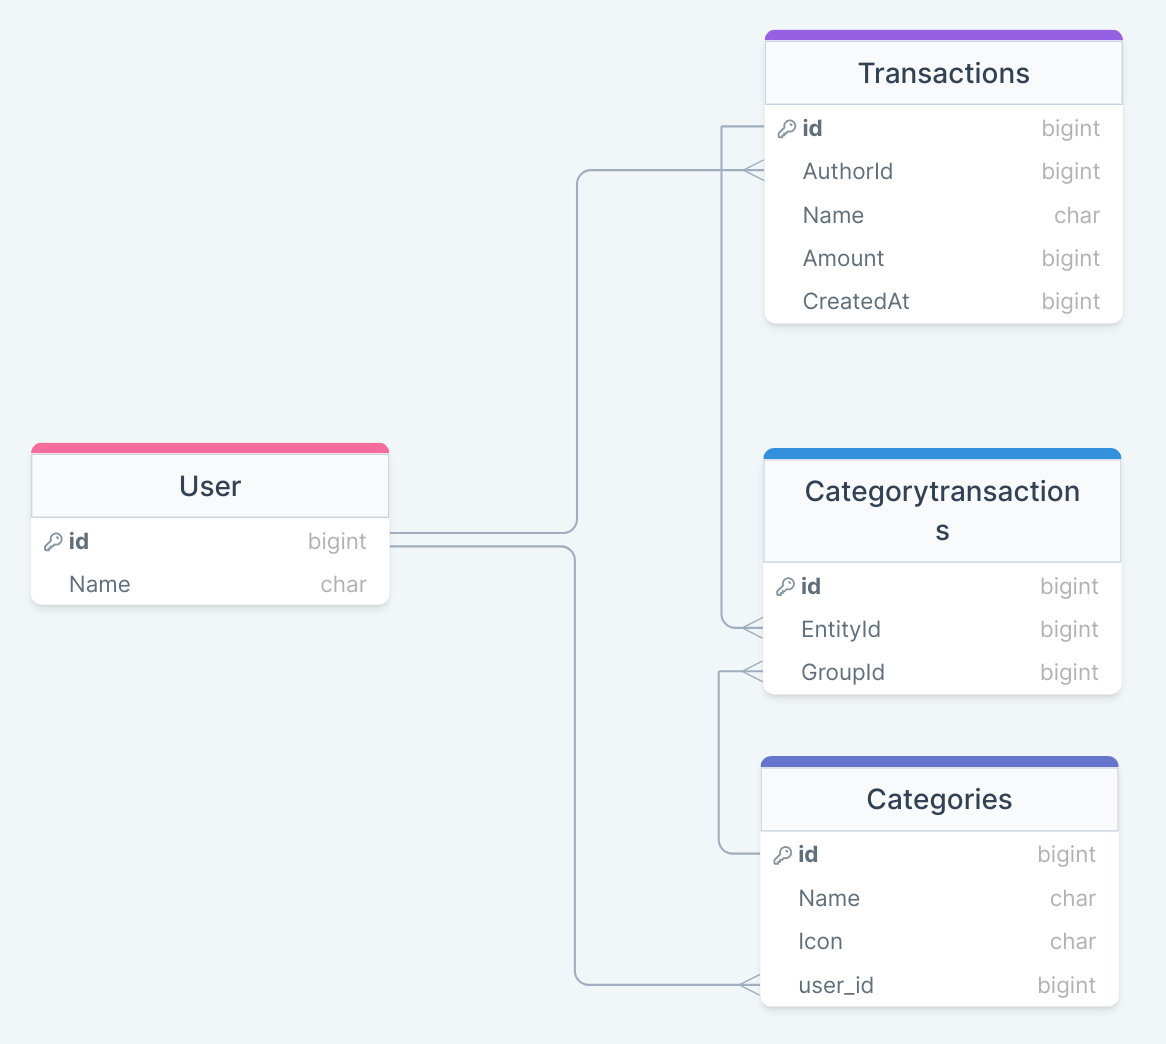 Transactions
id bigint
AuthorId bigint
Name char
Amount bigint
CreatedAt bigint
User
id bigint
Name char
Categorytransaction
s
id bigint
EntityId bigint
GroupId bigint
Categories
id bigint
Name char
Icon char
user_id bigint